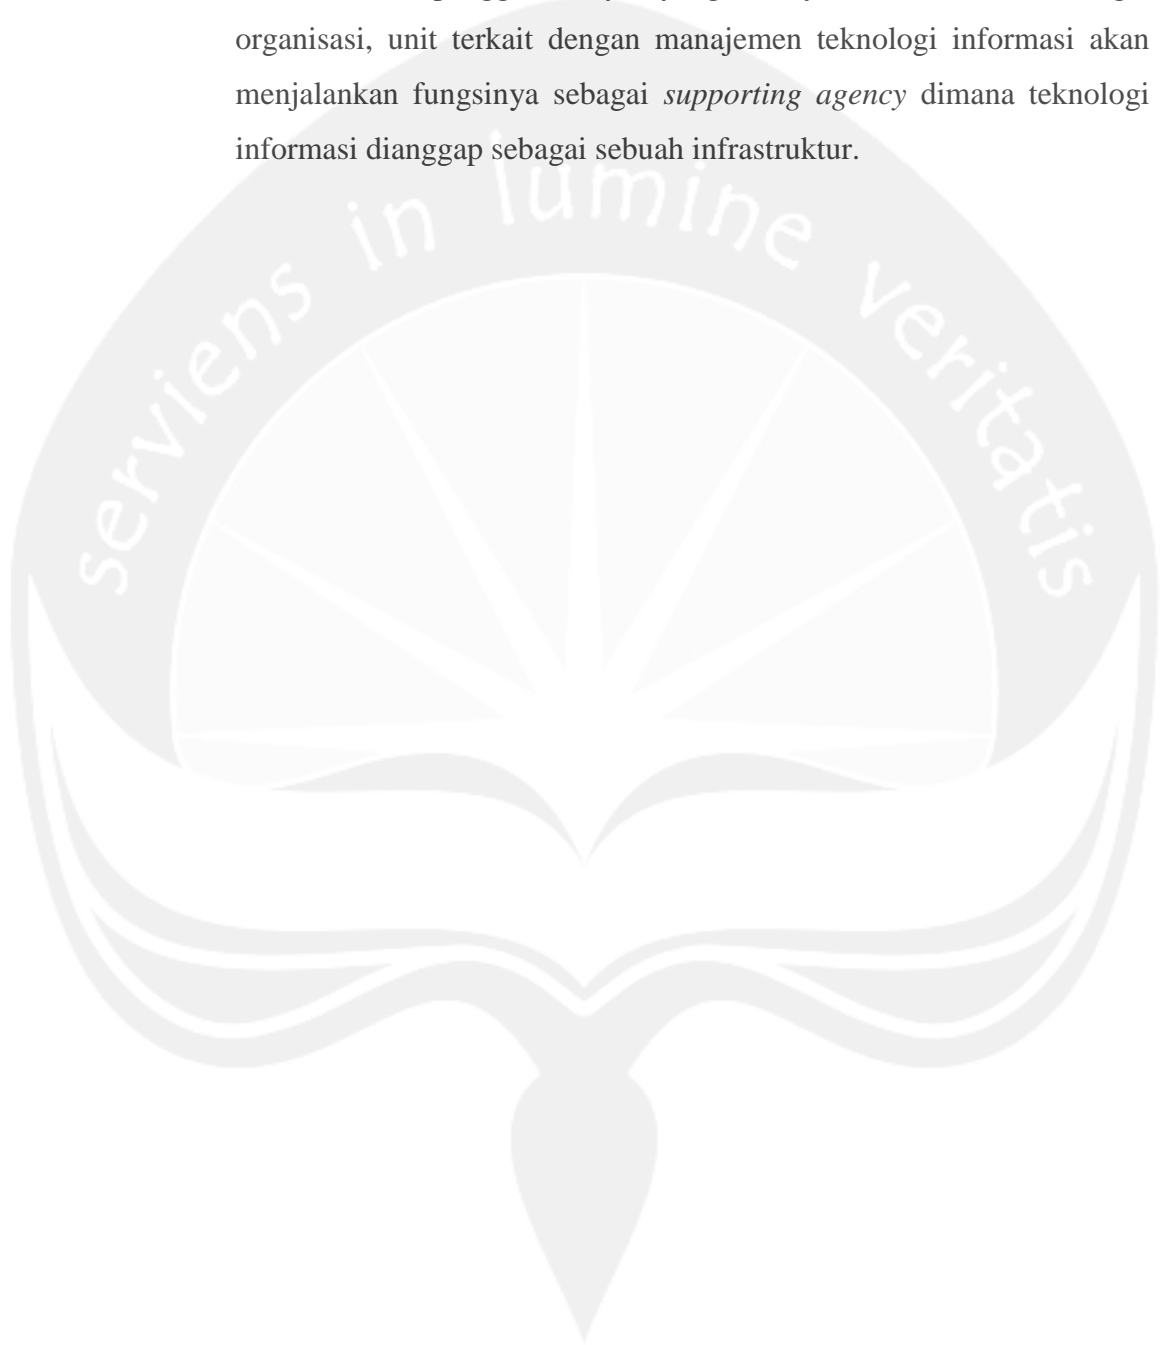 organisasi, unit terkait dengan manajemen teknologi informasi akan
menjalankan fungsinya sebagai supporting agency dimana teknologi
informasi dianggap sebagai sebuah infrastruktur.
serviens in lumine veritatis